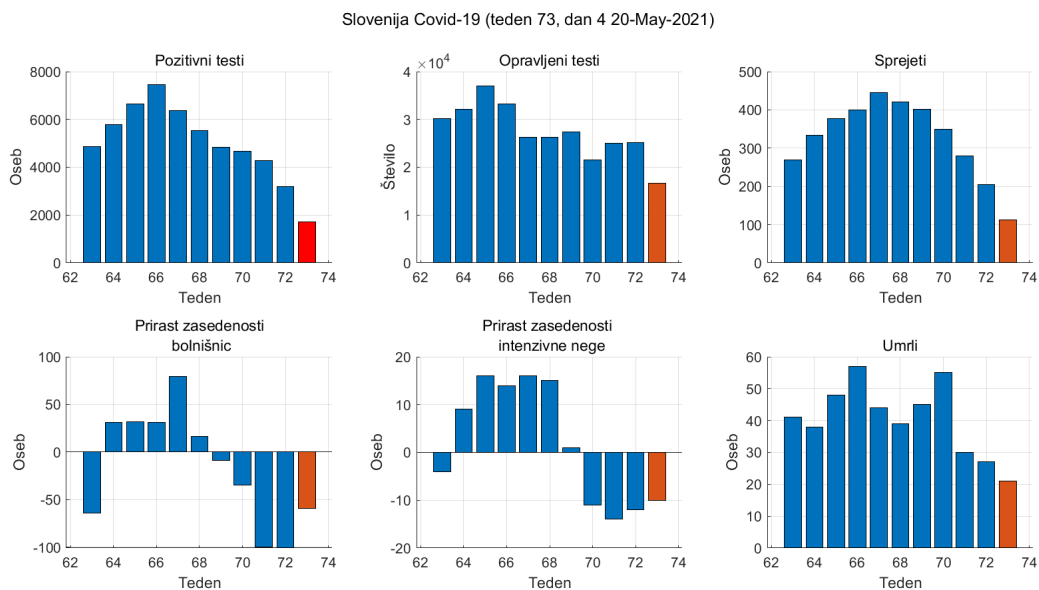 Slovenija Covid-19 (teden 73, dan 4 20-May-2021)
Pozitivni testi
8000
6000
4000
2000
0
Oseb
62 64 66 68 70 72 74
Teden
Opravljeni testi
×10⁴
4
3
2
1
0
Število
62 64 66 68 70 72 74
Teden
Sprejeti
500
400
300
200
100
0
Oseb
62 64 66 68 70 72 74
Teden
Prirast zasedenosti
bolnišnic
100
50
0
-50
-100
Oseb
62 64 66 68 70 72 74
Teden
Prirast zasedenosti
intenzivne nege
20
10
0
-10
-20
Oseb
62 64 66 68 70 72 74
Teden
Umrli
60
50
40
30
20
10
0
Oseb
62 64 66 68 70 72 74
Teden